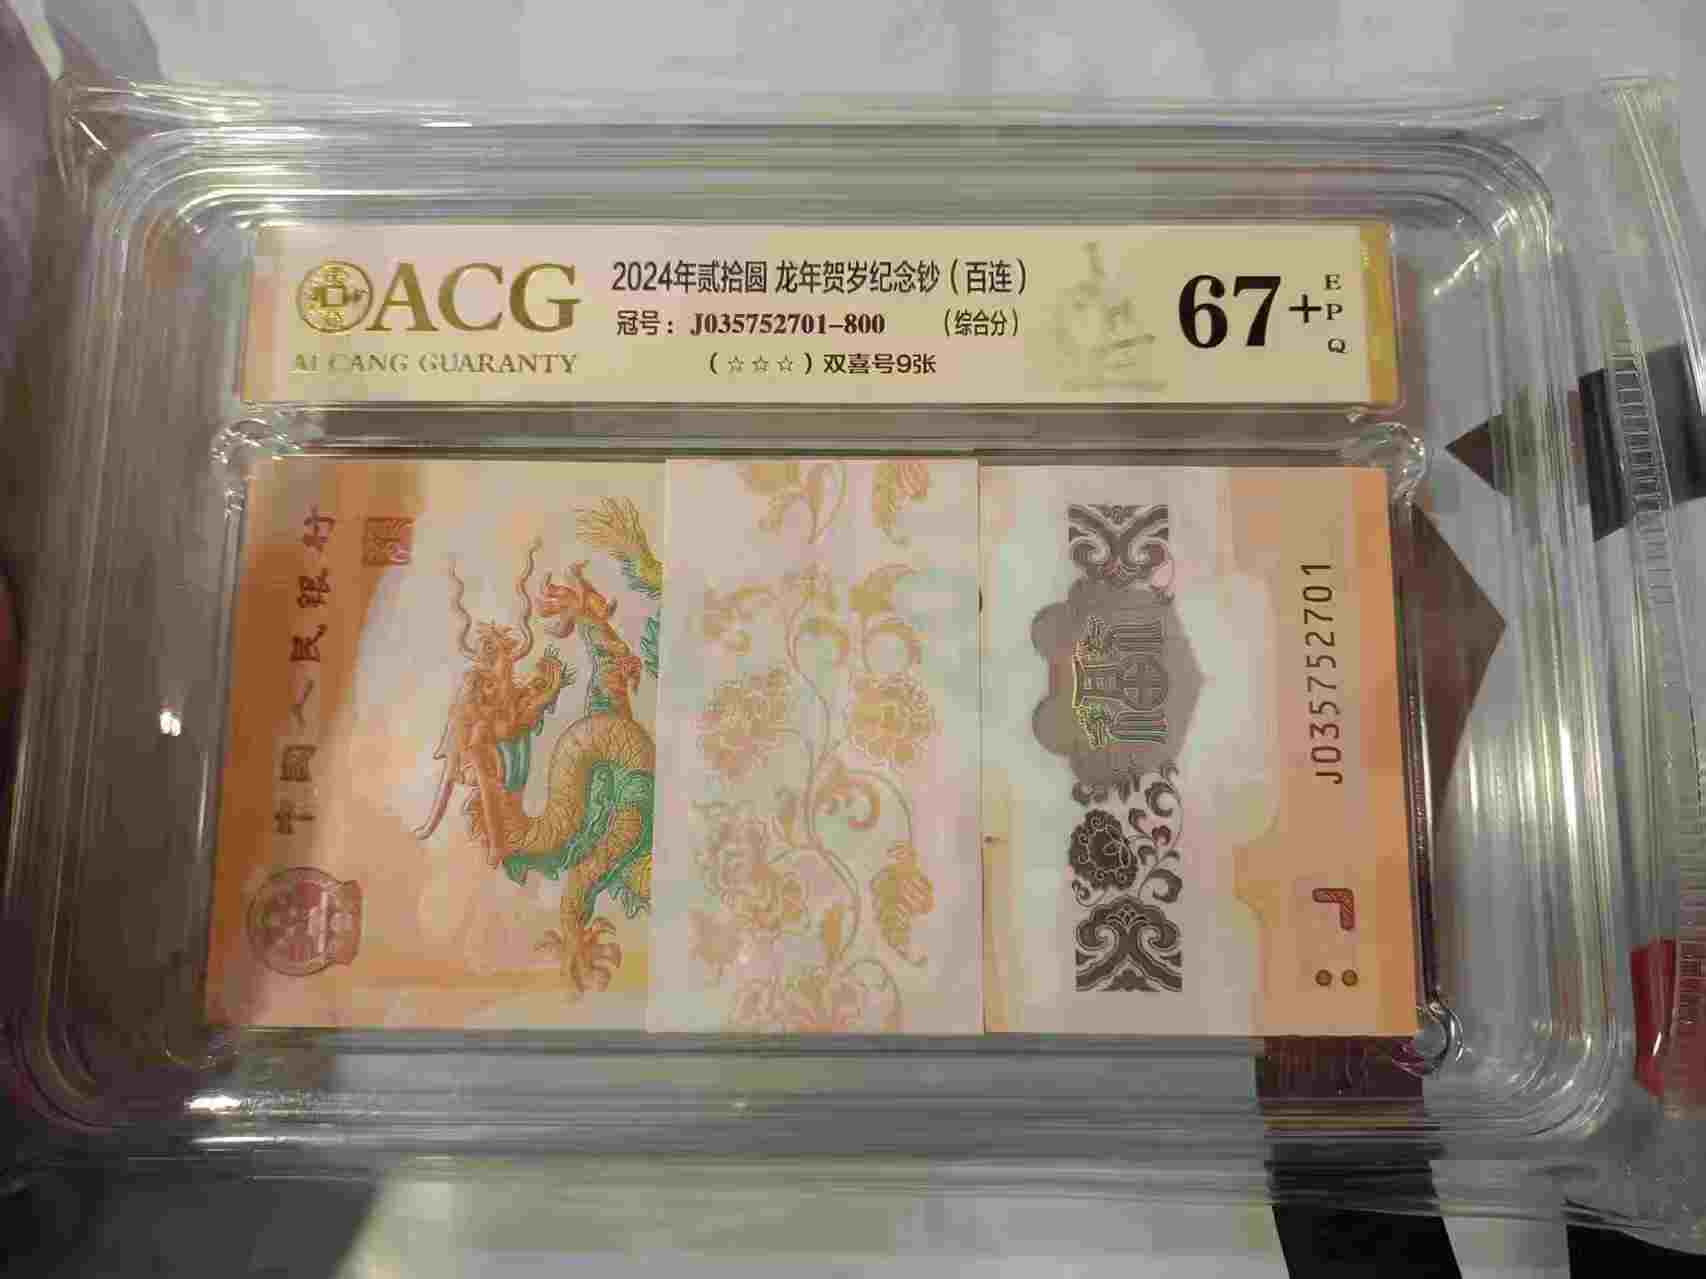 ACG
AI CANG GUARANTY
2024年贰拾圆 龙年贺岁纪念钞（百连）
冠号：J035752701-800 （综合分）
（☆☆☆）双喜号9张
67+
EPQ
中国人民银行
J035752701